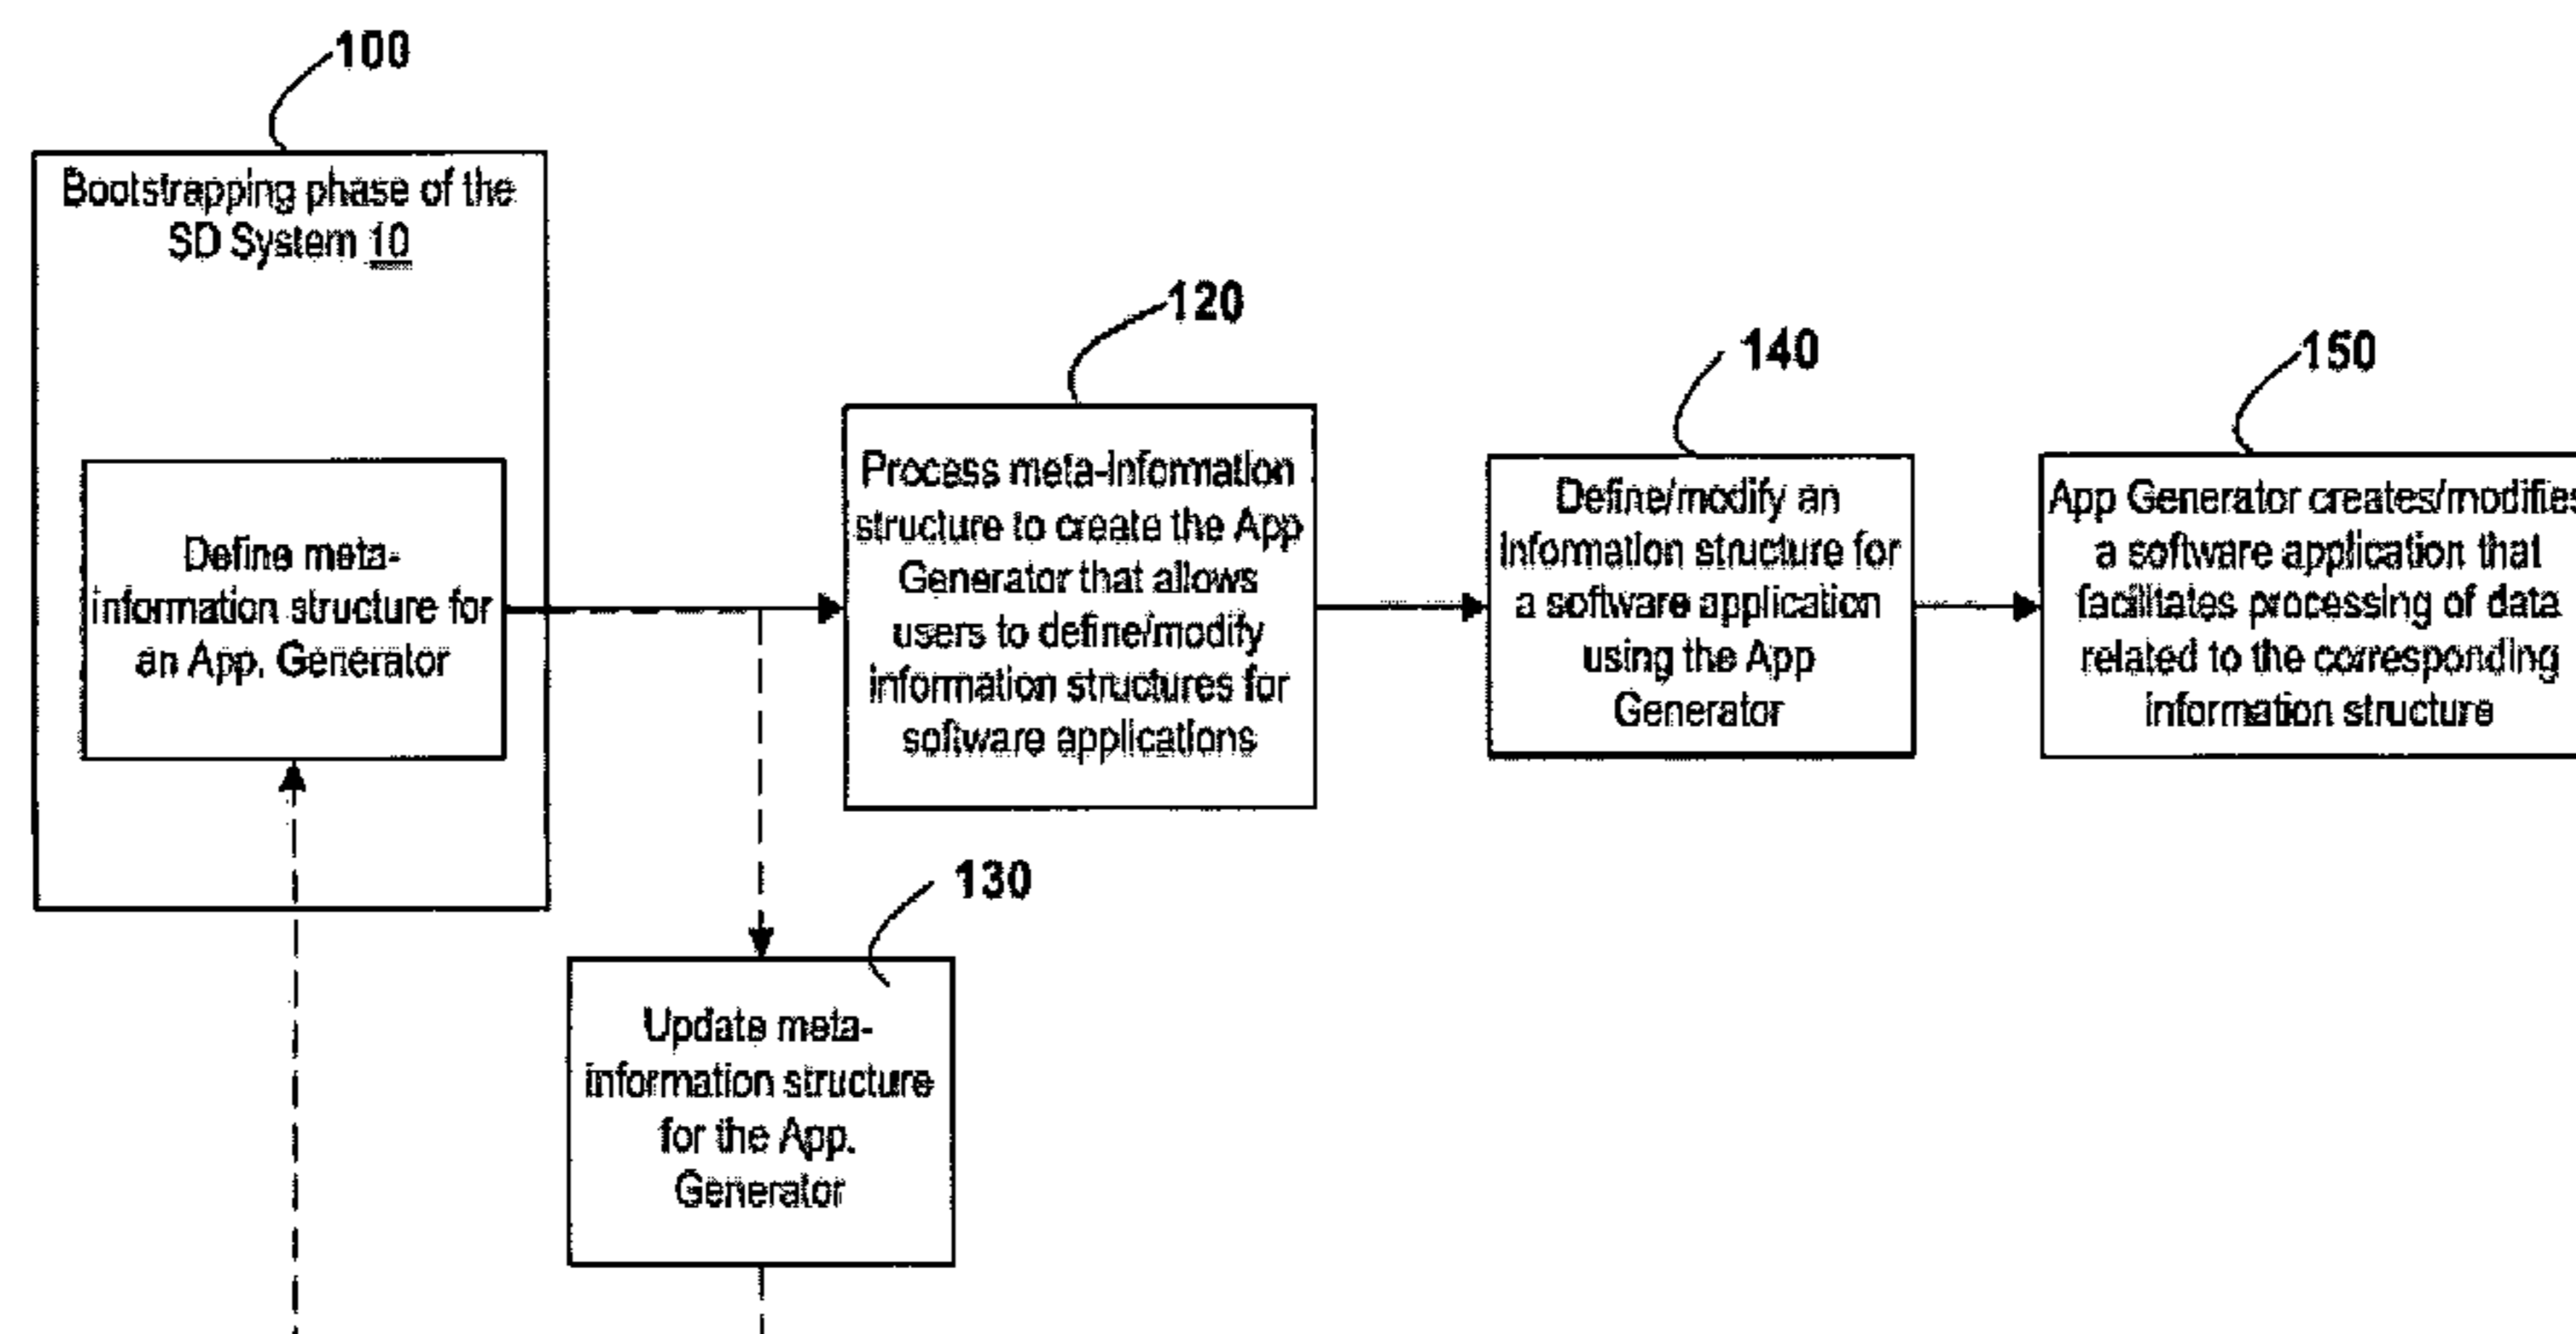 100
Bootstrapping phase of the
SD System 10
Define meta-
information structure for
an App. Generator
120
Process meta-information
structure to create the App
Generator that allows
users to define/modify
information structures for
software applications
130
Update meta-
information structure
for the App.
Generator
140
Define/modify an
information structure for
a software application
using the App
Generator
150
App Generator creates/modifies
a software application that
facilitates processing of data
related to the corresponding
information structure